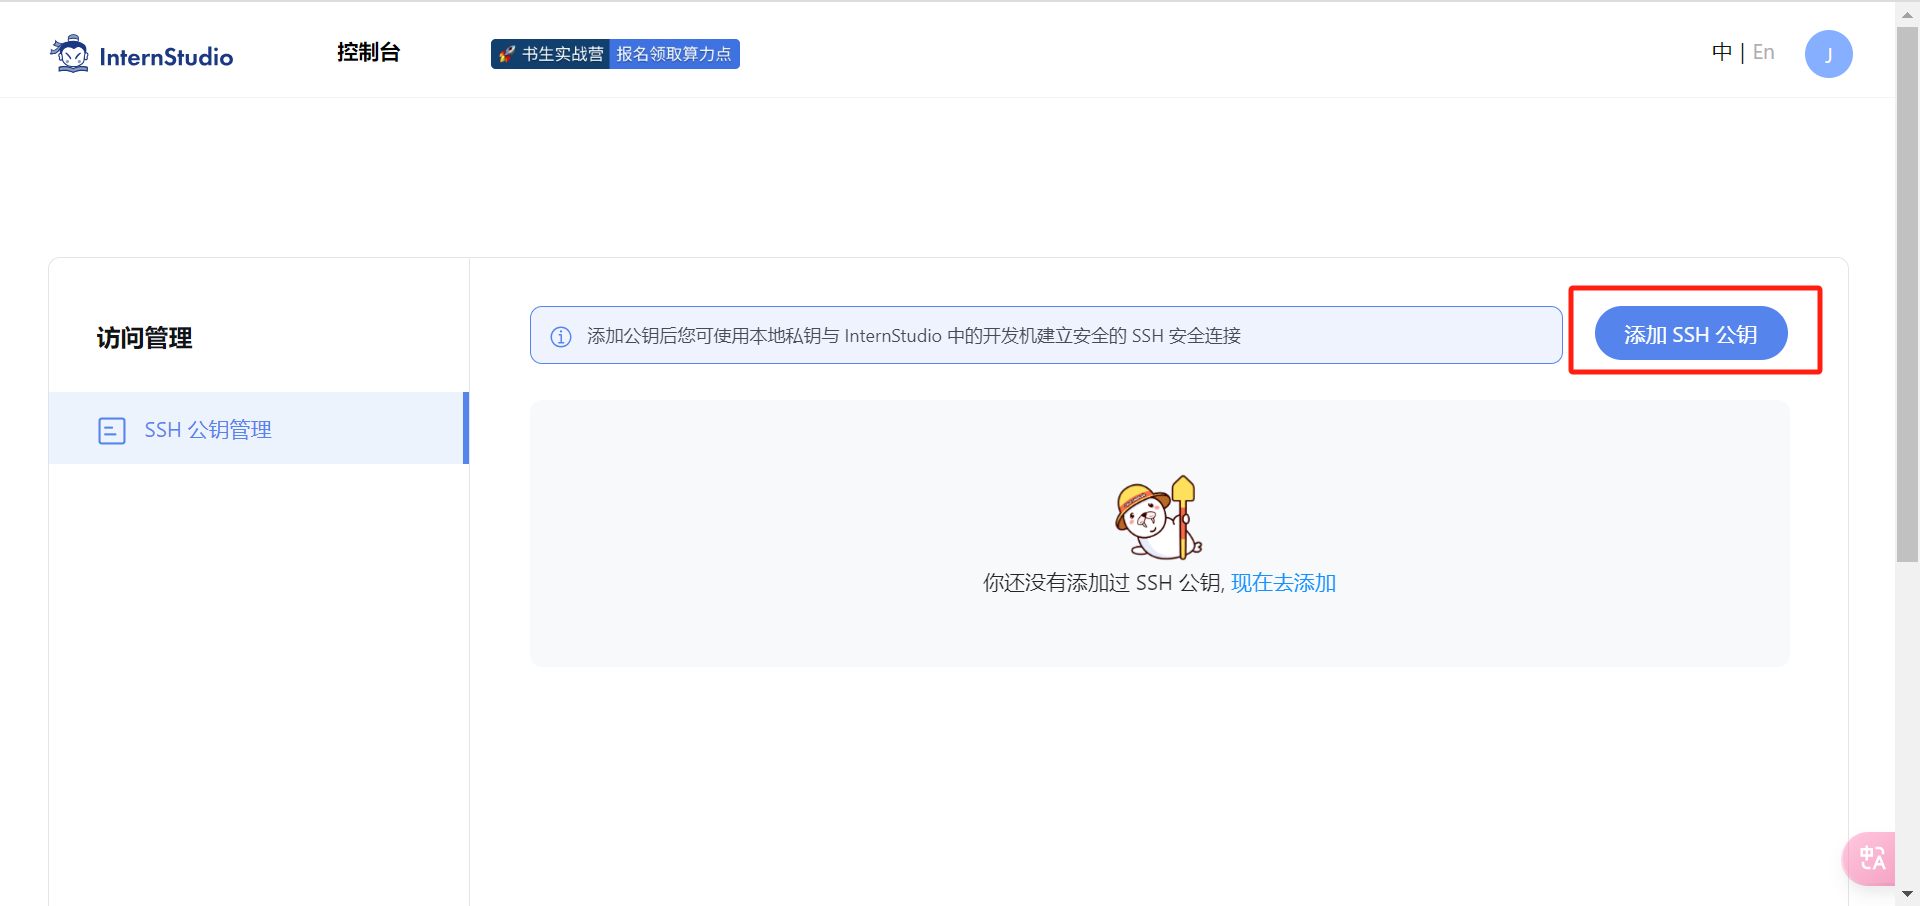 InternStudio
控制台
书生实战营 报名领取算力点
中 | En
J
访问管理
SSH 公钥管理
添加公钥后您可使用本地私钥与 InternStudio 中的开发机建立安全的 SSH 安全连接
添加 SSH 公钥
你还没有添加过 SSH 公钥, 现在去添加
中A